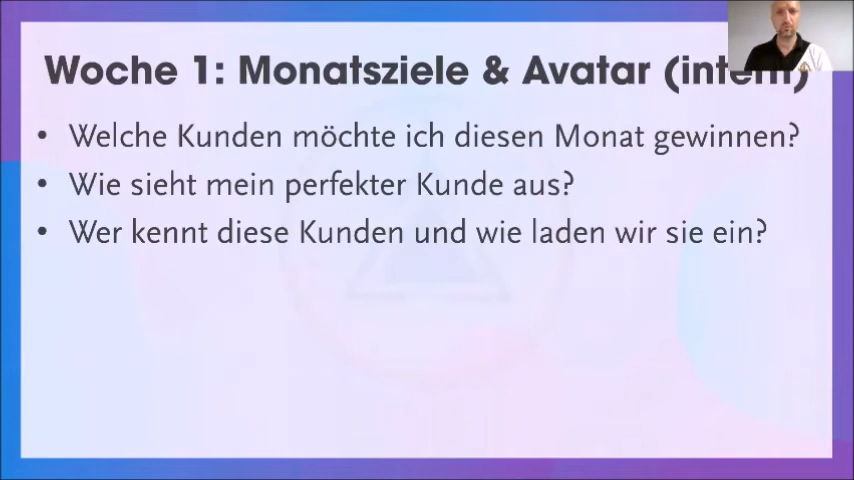 Woche 1: Monatsziele & Avatar (intern)
• Welche Kunden möchte ich diesen Monat gewinnen?
• Wie sieht mein perfekter Kunde aus?
• Wer kennt diese Kunden und wie laden wir sie ein?